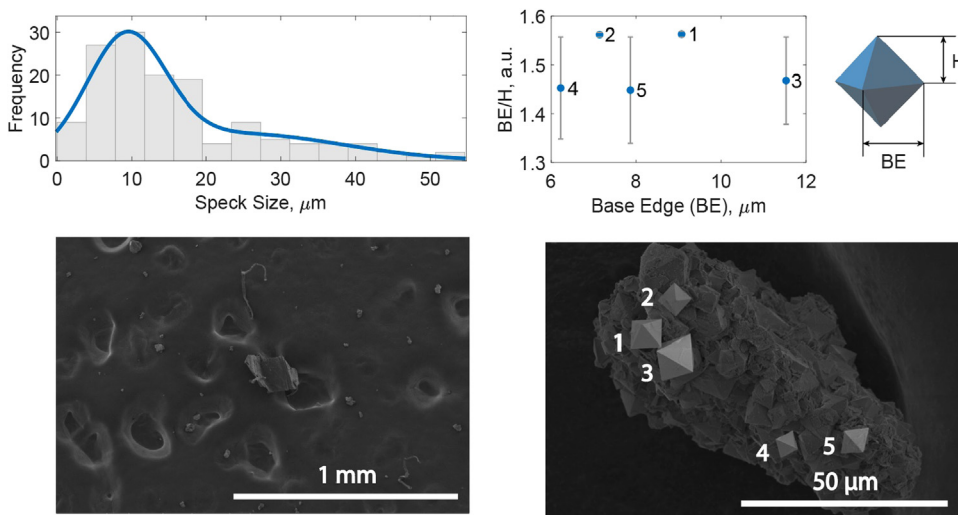 Frequency
30
20
10
0
0 10 20 30 40 50
Speck Size, μm
BE/H, a.u.
1.6
1.5
1.4
1.3
2 1
4 5 3
6 8 10 12
Base Edge (BE), μm
H
BE
1 mm
2
1
3
4 5
50 μm